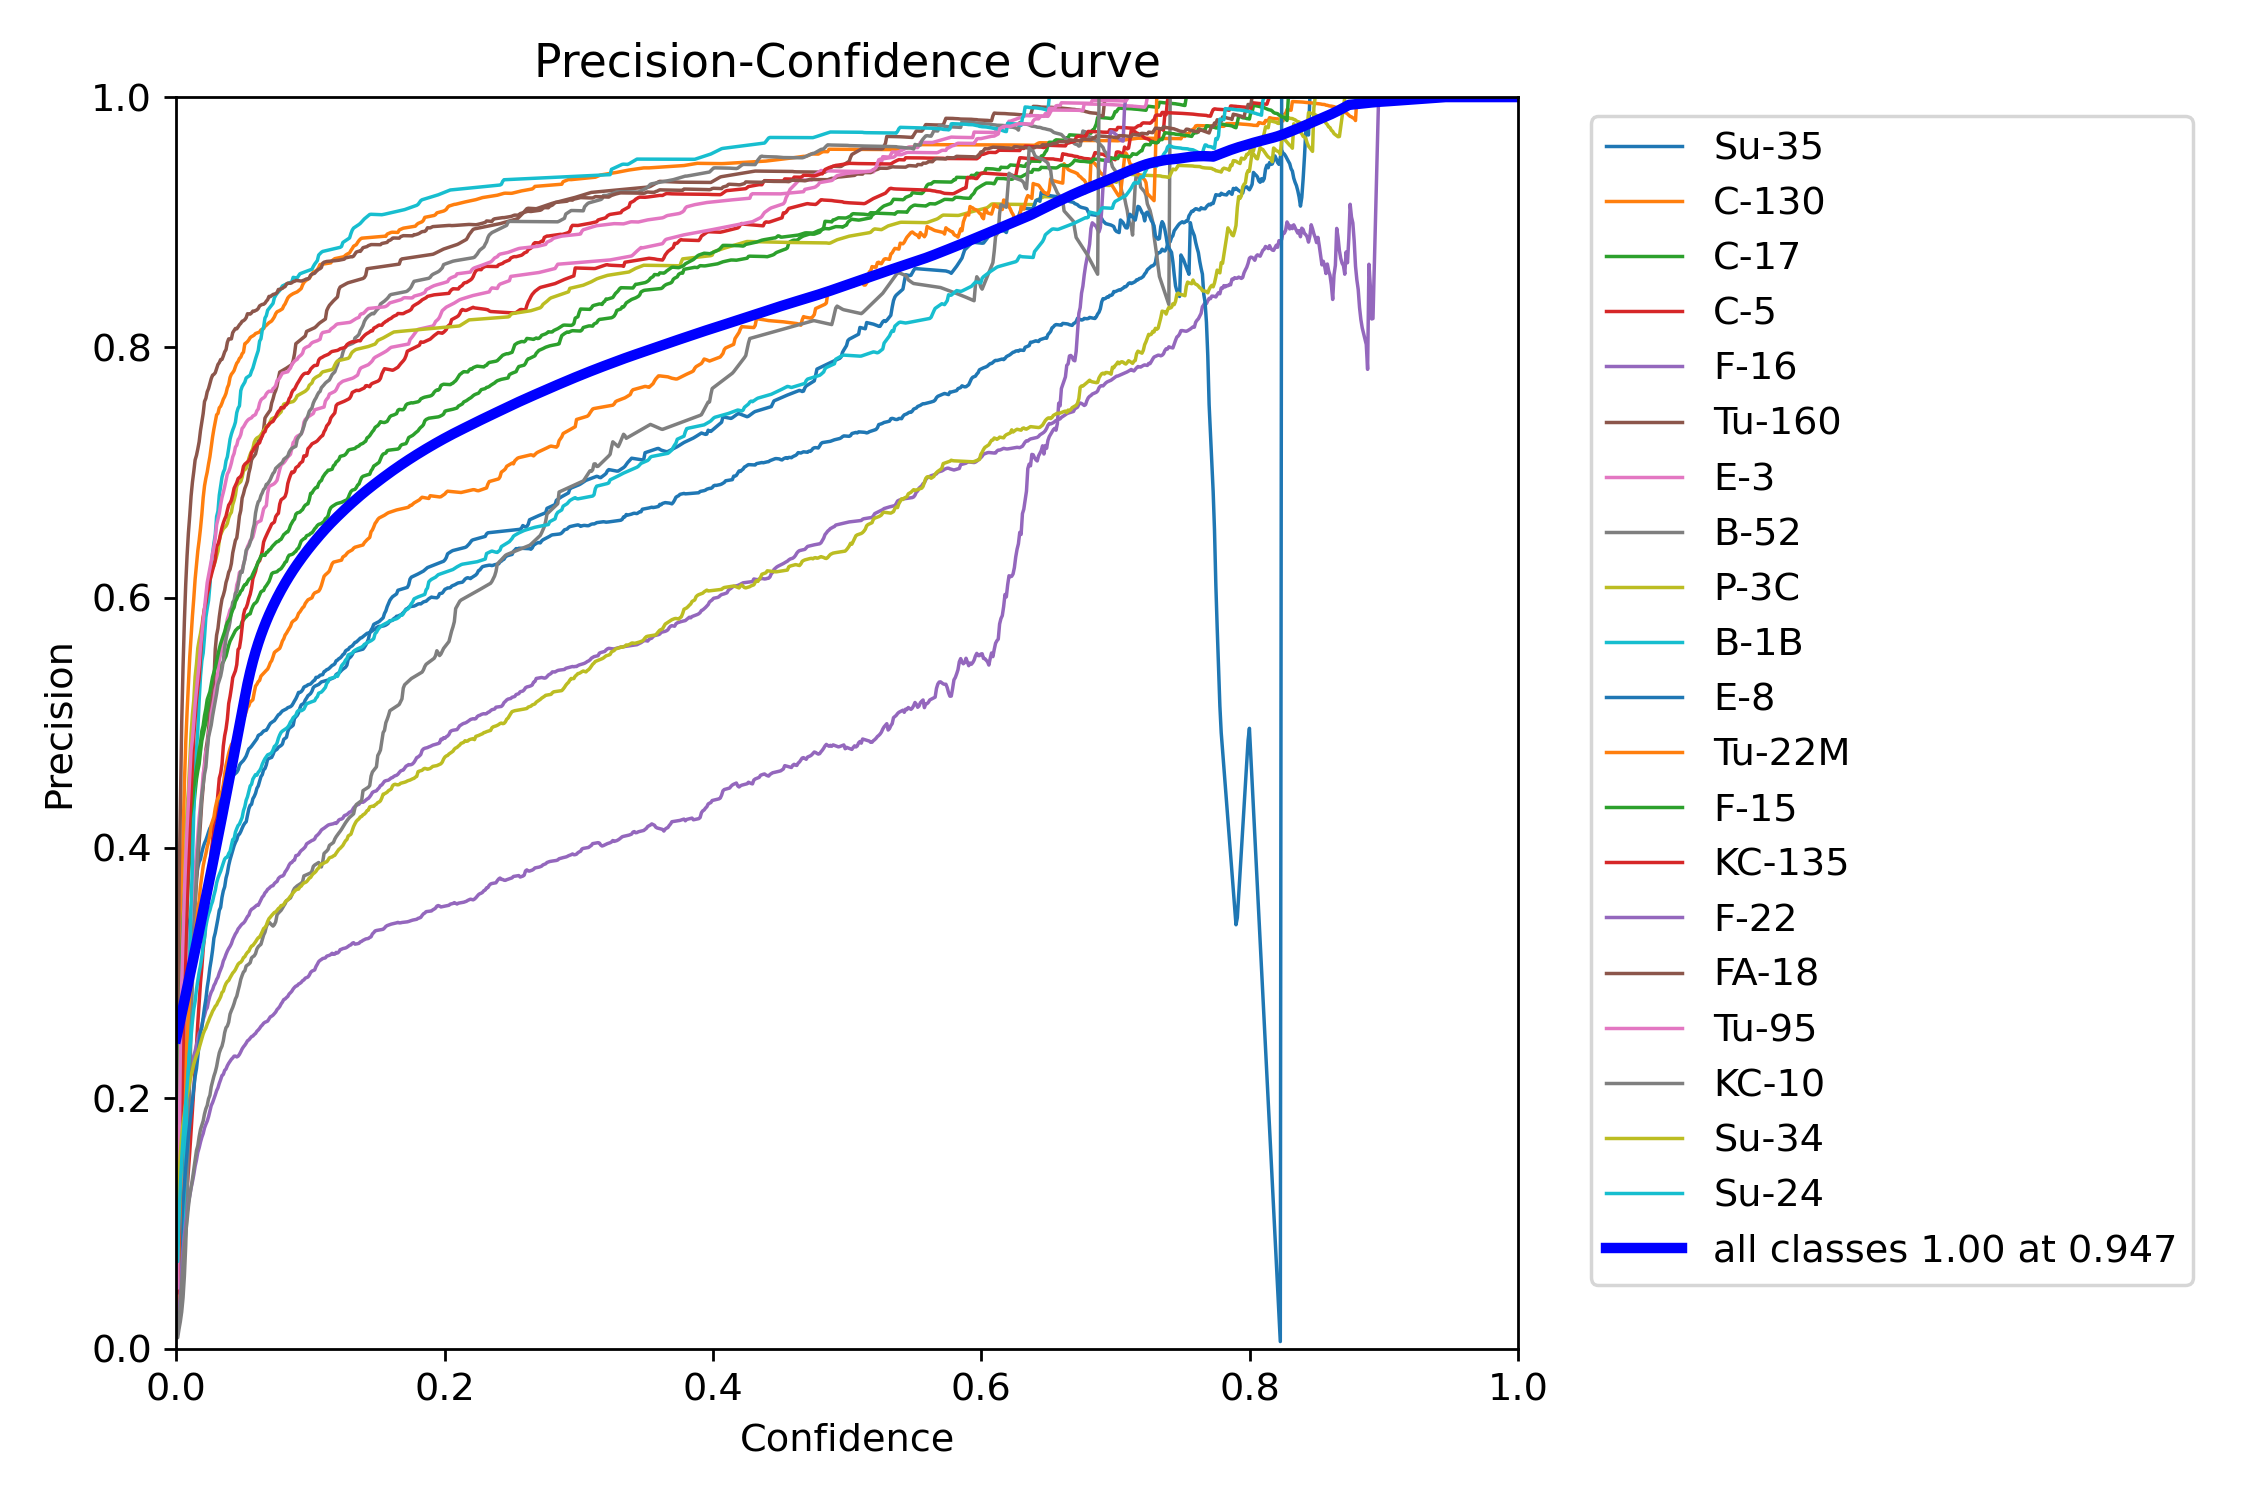 Precision-Confidence Curve
1.0
0.8
0.6
0.4
0.2
0.0
Precision
0.0 0.2 0.4 0.6 0.8 1.0
Confidence
Su-35
C-130
C-17
C-5
F-16
Tu-160
E-3
B-52
P-3C
B-1B
E-8
Tu-22M
F-15
KC-135
F-22
FA-18
Tu-95
KC-10
Su-34
Su-24
all classes 1.00 at 0.947